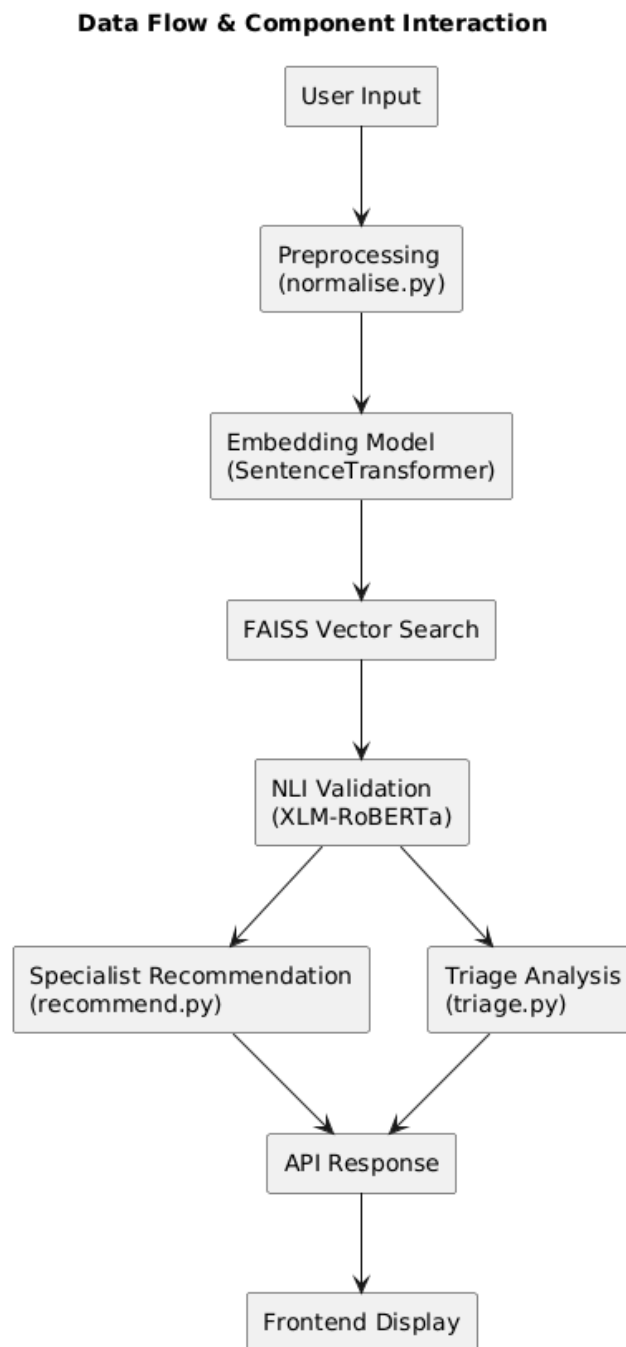 Data Flow & Component Interaction
User Input
Preprocessing
(normalise.py)
Embedding Model
(SentenceTransformer)
FAISS Vector Search
NLI Validation
(XLM-RoBERTa)
Specialist Recommendation
(recommend.py)
Triage Analysis
(triage.py)
API Response
Frontend Display